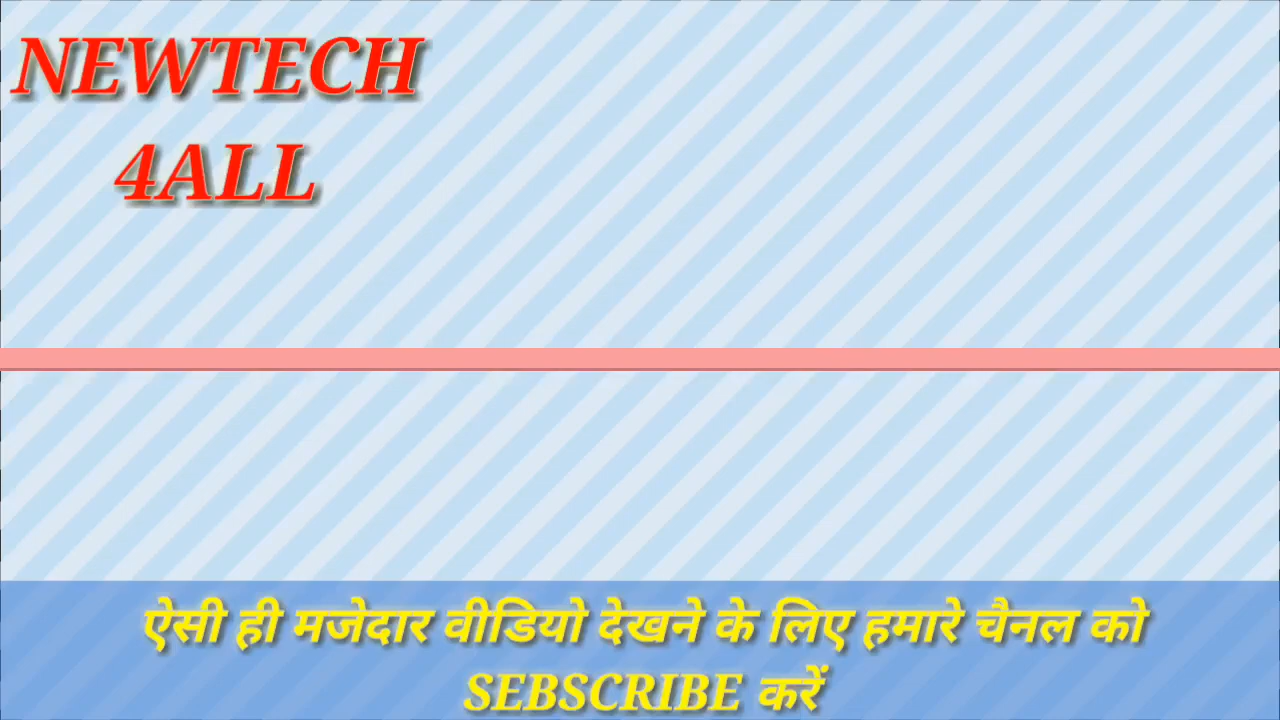 NEWTECH
4ALL
ऐसी ही मजेदार वीडियो देखने के लिए हमारे चैनल को
SEBSCRIBE करें